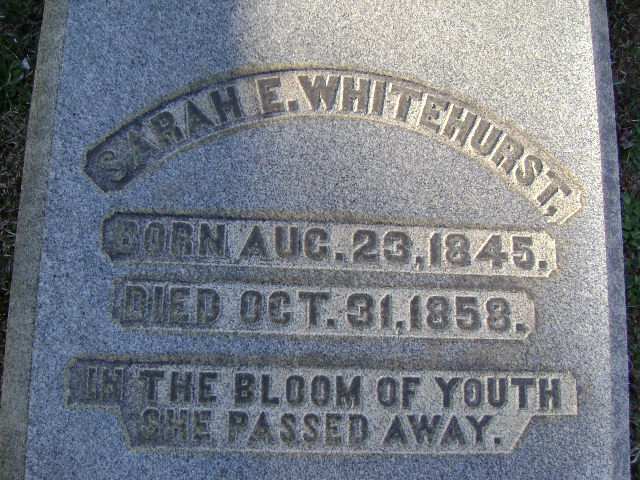 SARAH E. WHITEHURST,
BORN AUG. 23, 1845.
DIED OCT. 31, 1858.
IN THE BLOOM OF YOUTH
SHE PASSED AWAY.